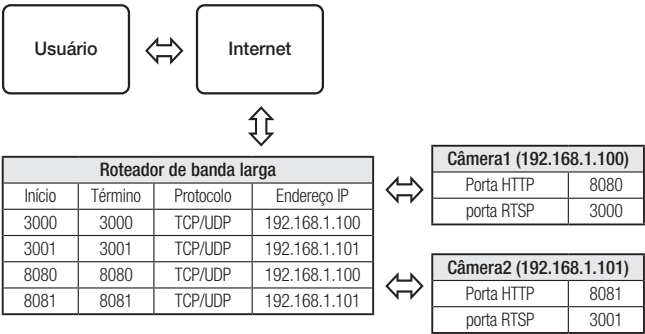 Usuário
Internet
Roteador de banda larga
Início Término Protocolo Endereço IP
3000 3000 TCP/UDP 192.168.1.100
3001 3001 TCP/UDP 192.168.1.101
8080 8080 TCP/UDP 192.168.1.100
8081 8081 TCP/UDP 192.168.1.101
Câmera1 (192.168.1.100)
Porta HTTP 8080
porta RTSP 3000
Câmera2 (192.168.1.101)
Porta HTTP 8081
porta RTSP 3001